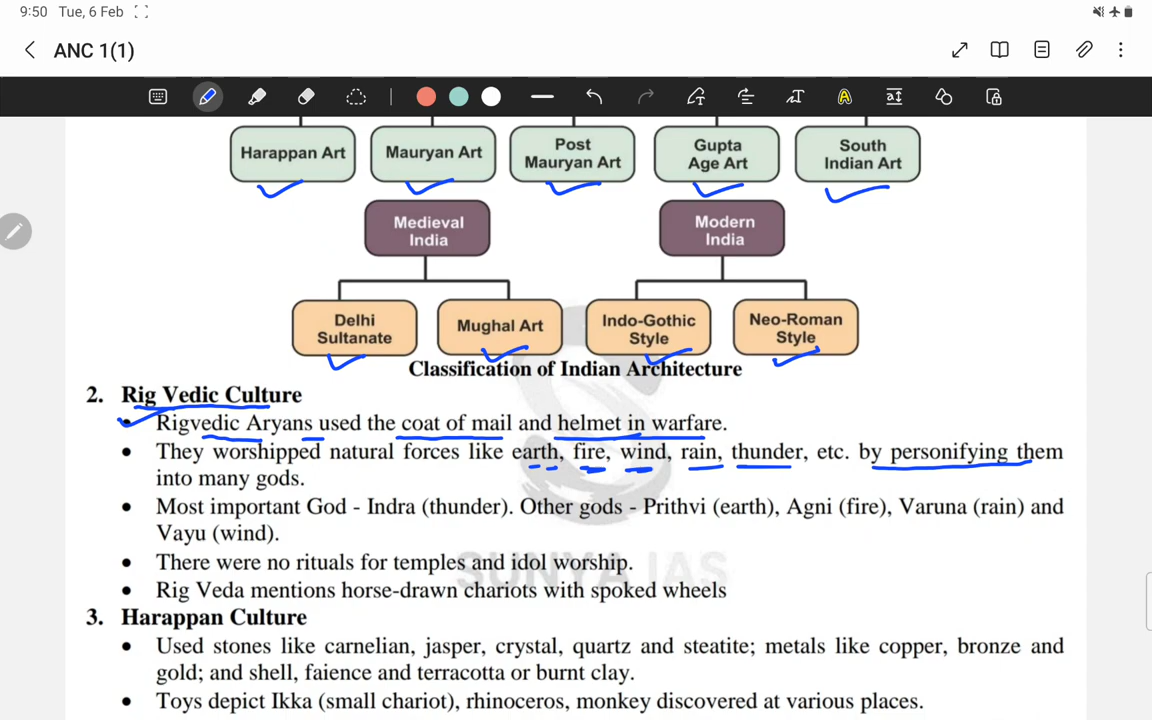 9:50 Tue, 6 Feb
ANC 1(1)
Harappan Art
Mauryan Art
Post
Mauryan Art
Gupta
Age Art
South
Indian Art
Medieval
India
Modern
India
Delhi
Sultanate
Mughal Art
Indo-Gothic
Style
Neo-Roman
Style
Classification of Indian Architecture
2. Rig Vedic Culture
• Rigvedic Aryans used the coat of mail and helmet in warfare.
• They worshipped natural forces like earth, fire, wind, rain, thunder, etc. by personifying them
into many gods.
• Most important God - Indra (thunder). Other gods - Prithvi (earth), Agni (fire), Varuna (rain) and
Vayu (wind).
• There were no rituals for temples and idol worship.
SUNYA IAS
• Rig Veda mentions horse-drawn chariots with spoked wheels
3. Harappan Culture
• Used stones like carnelian, jasper, crystal, quartz and steatite; metals like copper, bronze and
gold; and shell, faience and terracotta or burnt clay.
• Toys depict Ikka (small chariot), rhinoceros, monkey discovered at various places.